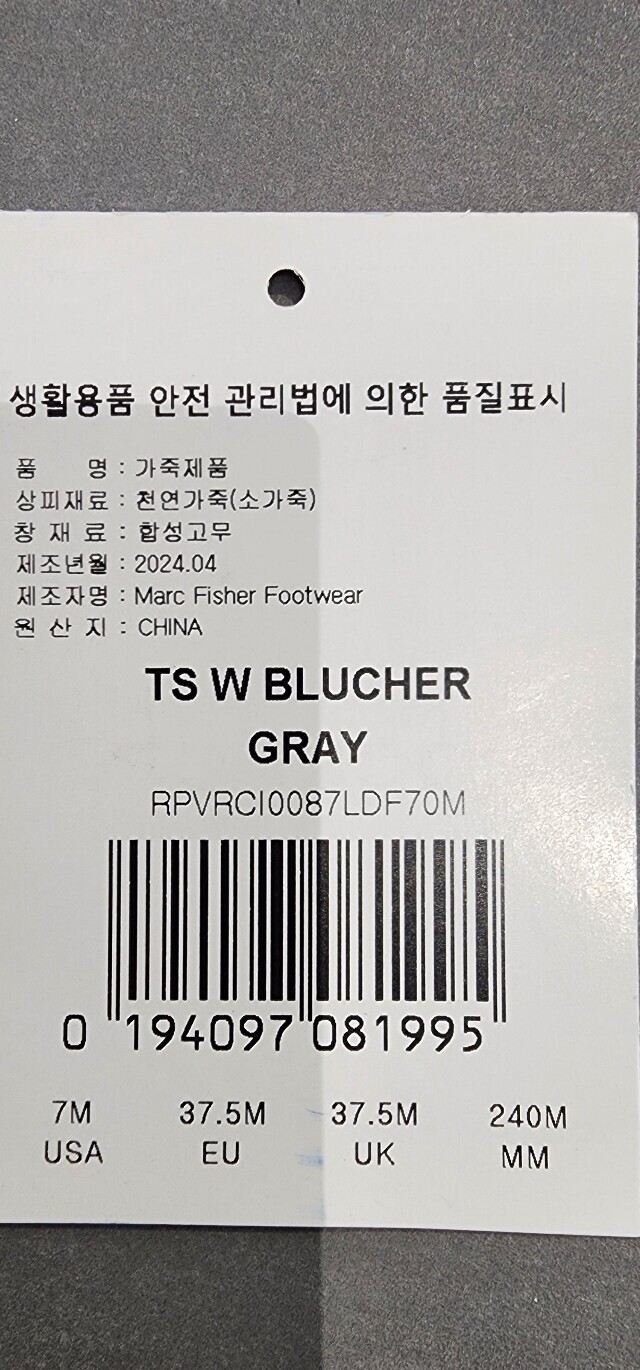 생활용품 안전 관리법에 의한 품질표시
품 명 : 가죽제품
상피재료 : 천연가죽(소가죽)
창 재 료 : 합성고무
제조년월 : 2024.04
제조자명 : Marc Fisher Footwear
원 산 지 : CHINA
TS W BLUCHER
GRAY
RPVRCI0087LDF70M
0 194097 081995
7M 37.5M 37.5M 240M
USA EU UK MM